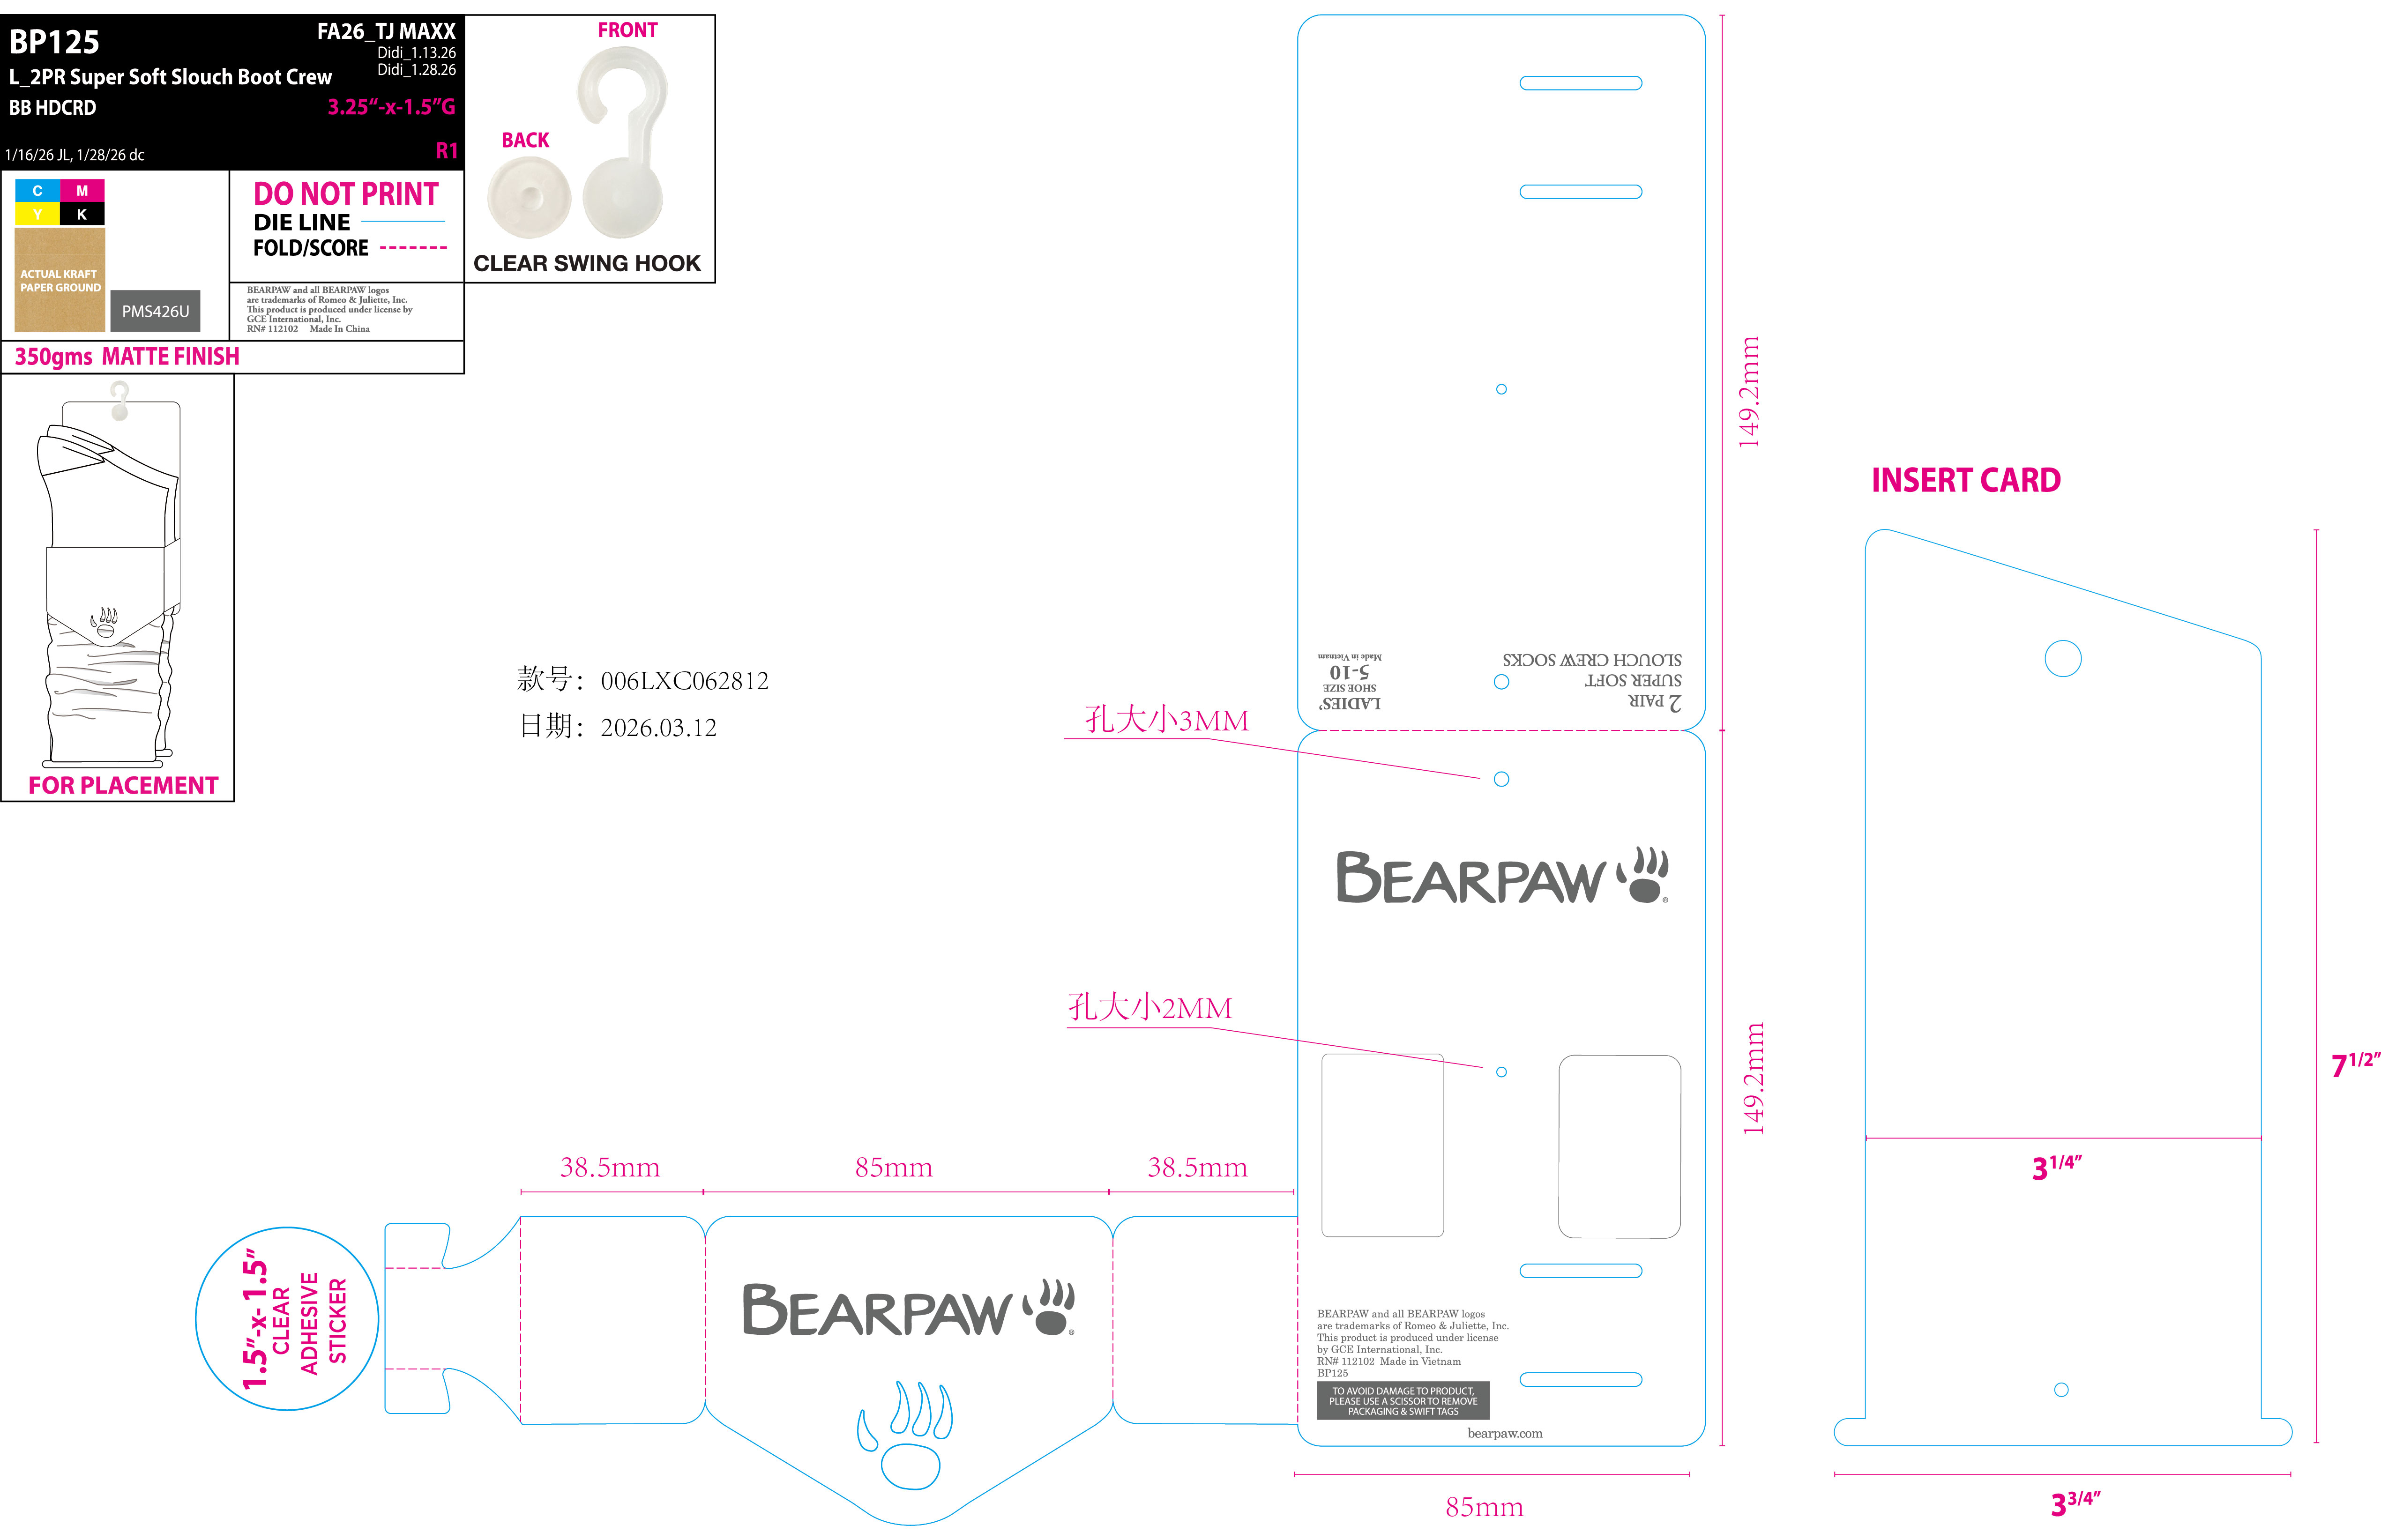 BP125
FA26_TJ MAXX
Didi_1.13.26
Didi_1.28.26
L_2PR Super Soft Slouch Boot Crew
BB HDCRD
3.25“-x-1.5”G
1/16/26 JL, 1/28/26 dc
R1
C
M
Y
K
ACTUAL KRAFT
PAPER GROUND
PMS426U
DO NOT PRINT
DIE LINE
FOLD/SCORE
BEARPAW and all BEARPAW logos
are trademarks of Romeo & Juliette, Inc.
This product is produced under license by
GCE International, Inc.
RN# 112102 Made In China
350gms MATTE FINISH
FRONT
BACK
CLEAR SWING HOOK
FOR PLACEMENT
款号：006LXC062812
日期：2026.03.12
149.2mm
2 PAIR
SUPER SOFT
SLOUCH CREW SOCKS
LADIES’
SHOE SIZE
5-10
Made in Vietnam
孔大小3MM
BEARPAW®
孔大小2MM
149.2mm
BEARPAW and all BEARPAW logos
are trademarks of Romeo & Juliette, Inc.
This product is produced under license
by GCE International, Inc.
RN# 112102 Made in Vietnam
BP125
TO AVOID DAMAGE TO PRODUCT,
PLEASE USE A SCISSOR TO REMOVE
PACKAGING & SWIFT TAGS
bearpaw.com
85mm
38.5mm
85mm
38.5mm
1.5”-x- 1.5”
CLEAR
ADHESIVE
STICKER
BEARPAW®
INSERT CARD
7 1/2”
3 1/4”
3 3/4”